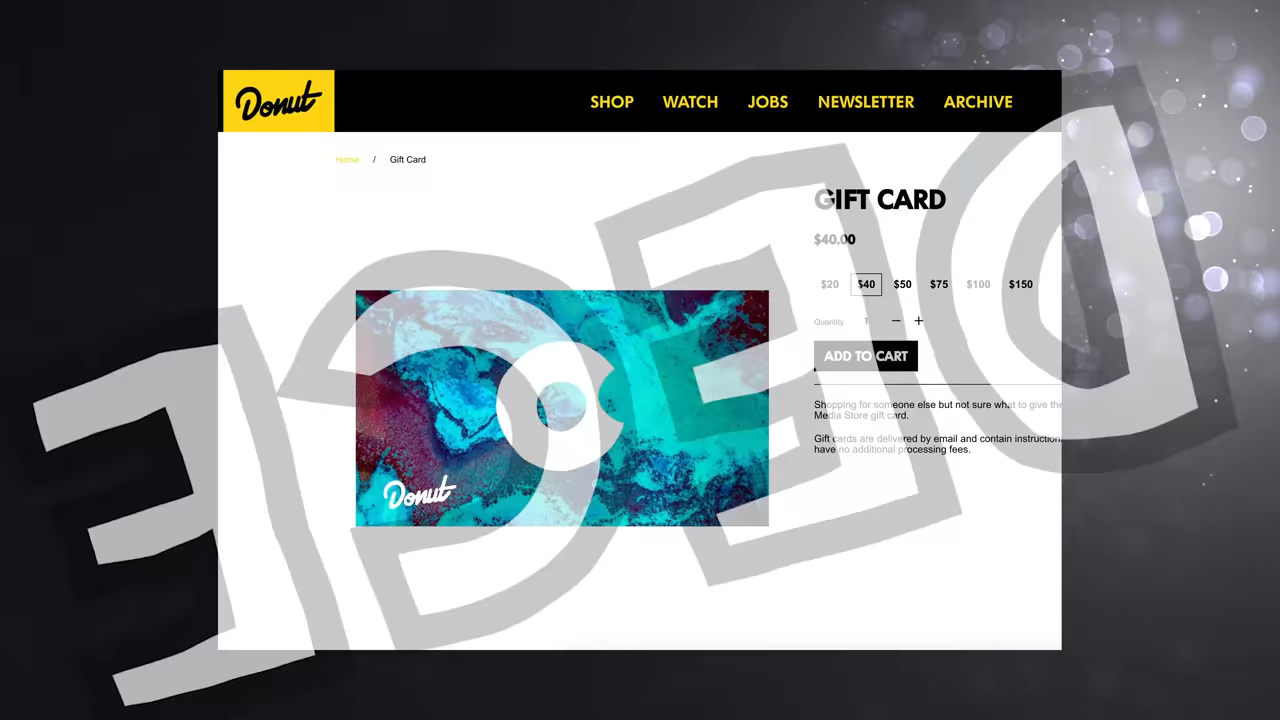 Donut
SHOP WATCH JOBS NEWSLETTER ARCHIVE
Home / Gift Card
GIFT CARD
$40.00
$20 $40 $50 $75 $100 $150
Quantity 1 − +
ADD TO CART
Shopping for someone else but not sure what to give the
Media Store gift card.
Gift cards are delivered by email and contain instruction
have no additional processing fees.
Donut